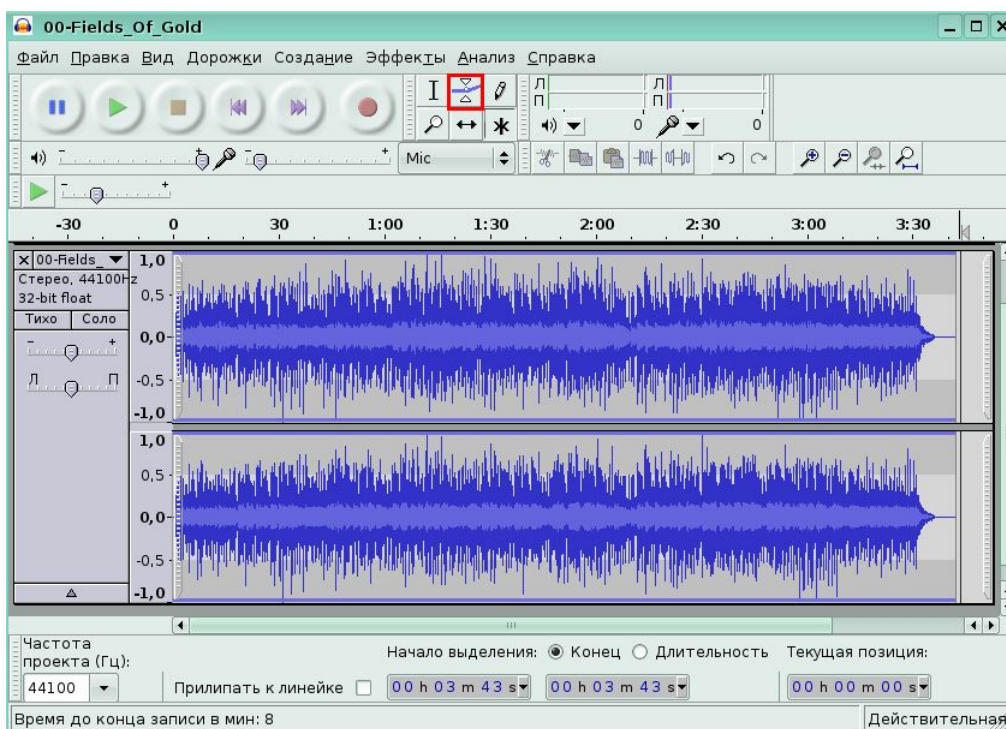 00-Fields_Of_Gold
Файл Правка Вид Дорожки Создание Эффекты Анализ Справка
Л
П
Л
П
0
0
Mic
-30 0 30 1:00 1:30 2:00 2:30 3:00 3:30
00-Fields_
Стерео, 44100Hz
32-bit float
Тихо Соло
- +
Л П
1,0
0,5
0,0
-0,5
-1,0
1,0
0,5
0,0
-0,5
-1,0
Частота
проекта (Гц):
44100
Начало выделения: Конец Длительность Текущая позиция:
Прилипать к линейке 00 h 03 m 43 s 00 h 03 m 43 s 00 h 00 m 00 s
Время до конца записи в мин: 8 Действительная